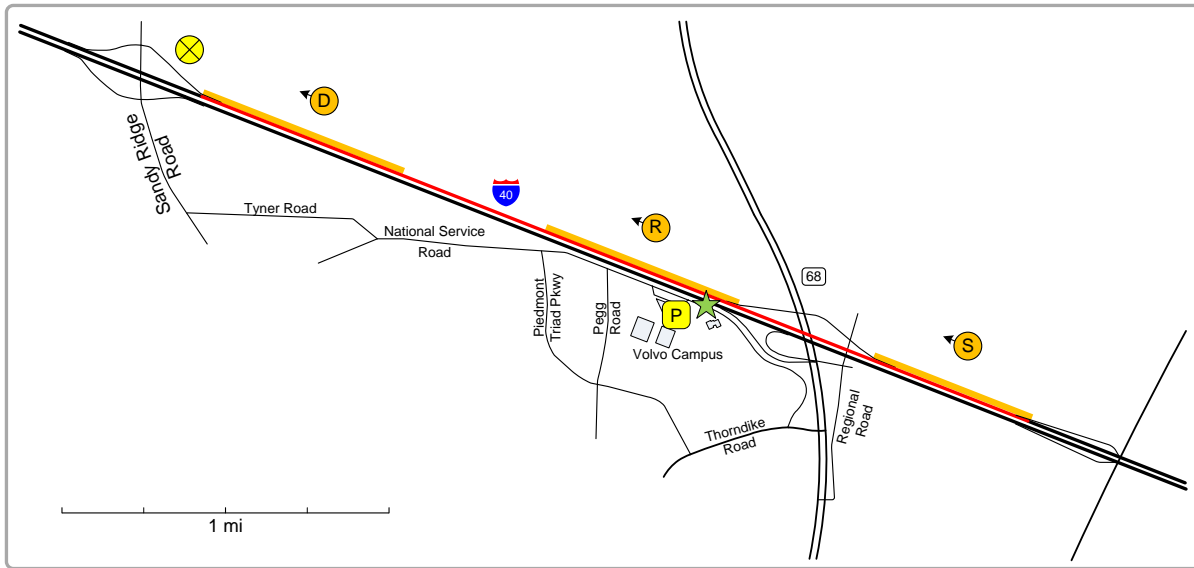 D
Sandy Ridge
Road
40
Tyner Road
National Service
Road
R
68
Piedmont
Triad Pkwy
Pegg
Road
P
Volvo Campus
S
Regional
Road
Thorndike
Road
1 mi